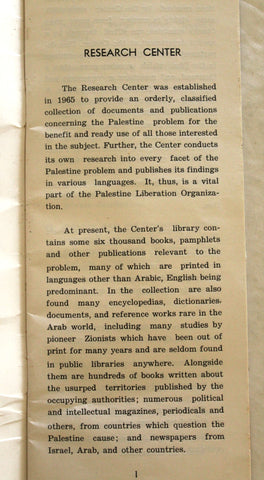 RESEARCH CENTER
The Research Center was established
in 1965 to provide an orderly, classified
collection of documents and publications
concerning the Palestine problem for the
benefit and ready use of all those interested
in the subject. Further, the Center conducts
its own research into every facet of the
Palestine problem and publishes its findings
in various languages. It, thus, is a vital
part of the Palestine Liberation Organiza-
tion.
At present, the Center's library con-
tains some six thousand books, pamphlets
and other publications relevant to the
problem, many of which are printed in
languages other than Arabic, English being
predominant. In the collection are also
found many encyclopedias, dictionaries.
documents, and reference works rare in the
Arab world, including many studies by
pioneer Zionists which have been out of
print for many years and are seldom found
in public libraries anywhere. Alongside
them are hundreds of books written about
the usurped territories published by the
occupying authorities; numerous political
and intellectual magazines, periodicals and
others, from countries which question the
Palestine cause; and newspapers from
Israel, Arab, and other countries.
1